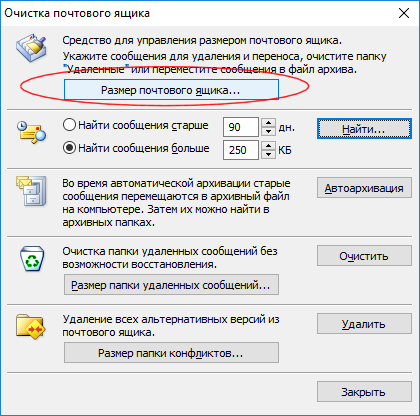 Очистка почтового ящика
Средство для управления размером почтового ящика.
Укажите сообщения для удаления и переноса, очистите папку
"Удаленные" или переместите сообщения в файл архива.
Размер почтового ящика...
Найти сообщения старше 90 дн. Найти...
Найти сообщения больше 250 КБ
Во время автоматической архивации старые Автоархивация
сообщения перемещаются в архивный файл
на компьютере. Затем их можно найти в
архивных папках.
Очистка папки удаленных сообщений без Очистить
возможности восстановления.
Размер папки удаленных сообщений...
Удаление всех альтернативных версий из Удалить
почтового ящика.
Размер папки конфликтов...
Закрыть